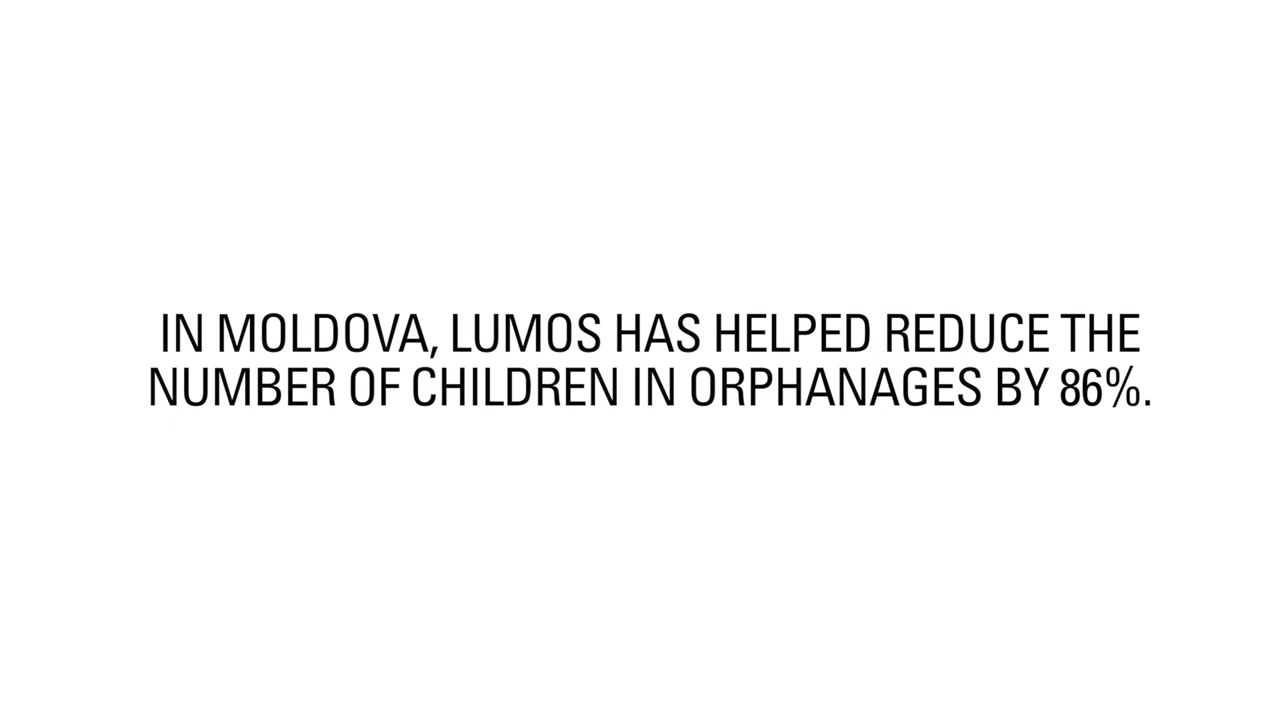 IN MOLDOVA, LUMOS HAS HELPED REDUCE THE
NUMBER OF CHILDREN IN ORPHANAGES BY 86%.